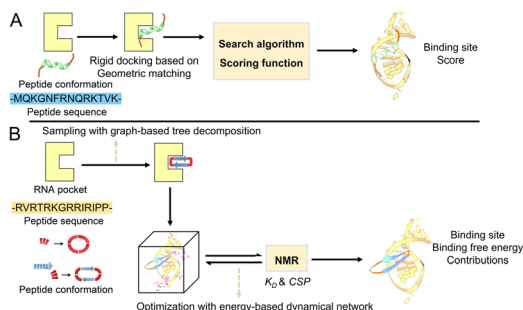 A
Rigid docking based on
Geometric matching
Search algorithm
Scoring function
Binding site
Score
Peptide conformation
-MQKGNFRNQRKTVK-
Peptide sequence
B
Sampling with graph-based tree decomposition
RNA pocket
-RVRTRKGRRIRIPP-
Peptide sequence
Peptide conformation
NMR
KD & CSP
Binding site
Binding free energy
Contributions
Optimization with energy-based dynamical network